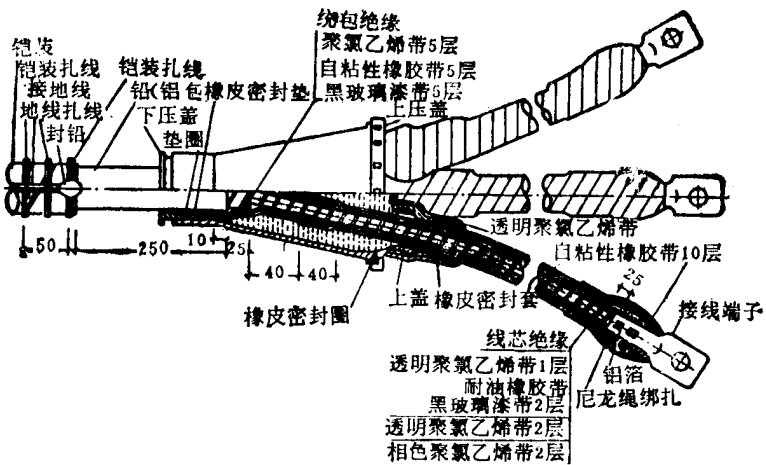 绕包绝缘
聚氯乙烯带5层
自粘性橡胶带5层
黑玻璃漆带5层
铠装
铠装扎线
接地线
地线扎线
封铅
铠装扎线
铅(铝包
橡皮密封垫
下压盖
垫圈
上压盖
50
250
10
25
40
40
透明聚氯乙烯带
自粘性橡胶带10层
25
上盖
橡皮密封套
橡皮密封圈
接线端子
线芯绝缘
透明聚氯乙烯带1层
耐油橡胶带
黑玻璃漆带2层
透明聚氯乙烯带2层
相色聚氯乙烯带2层
铝箔
尼龙绳绑扎